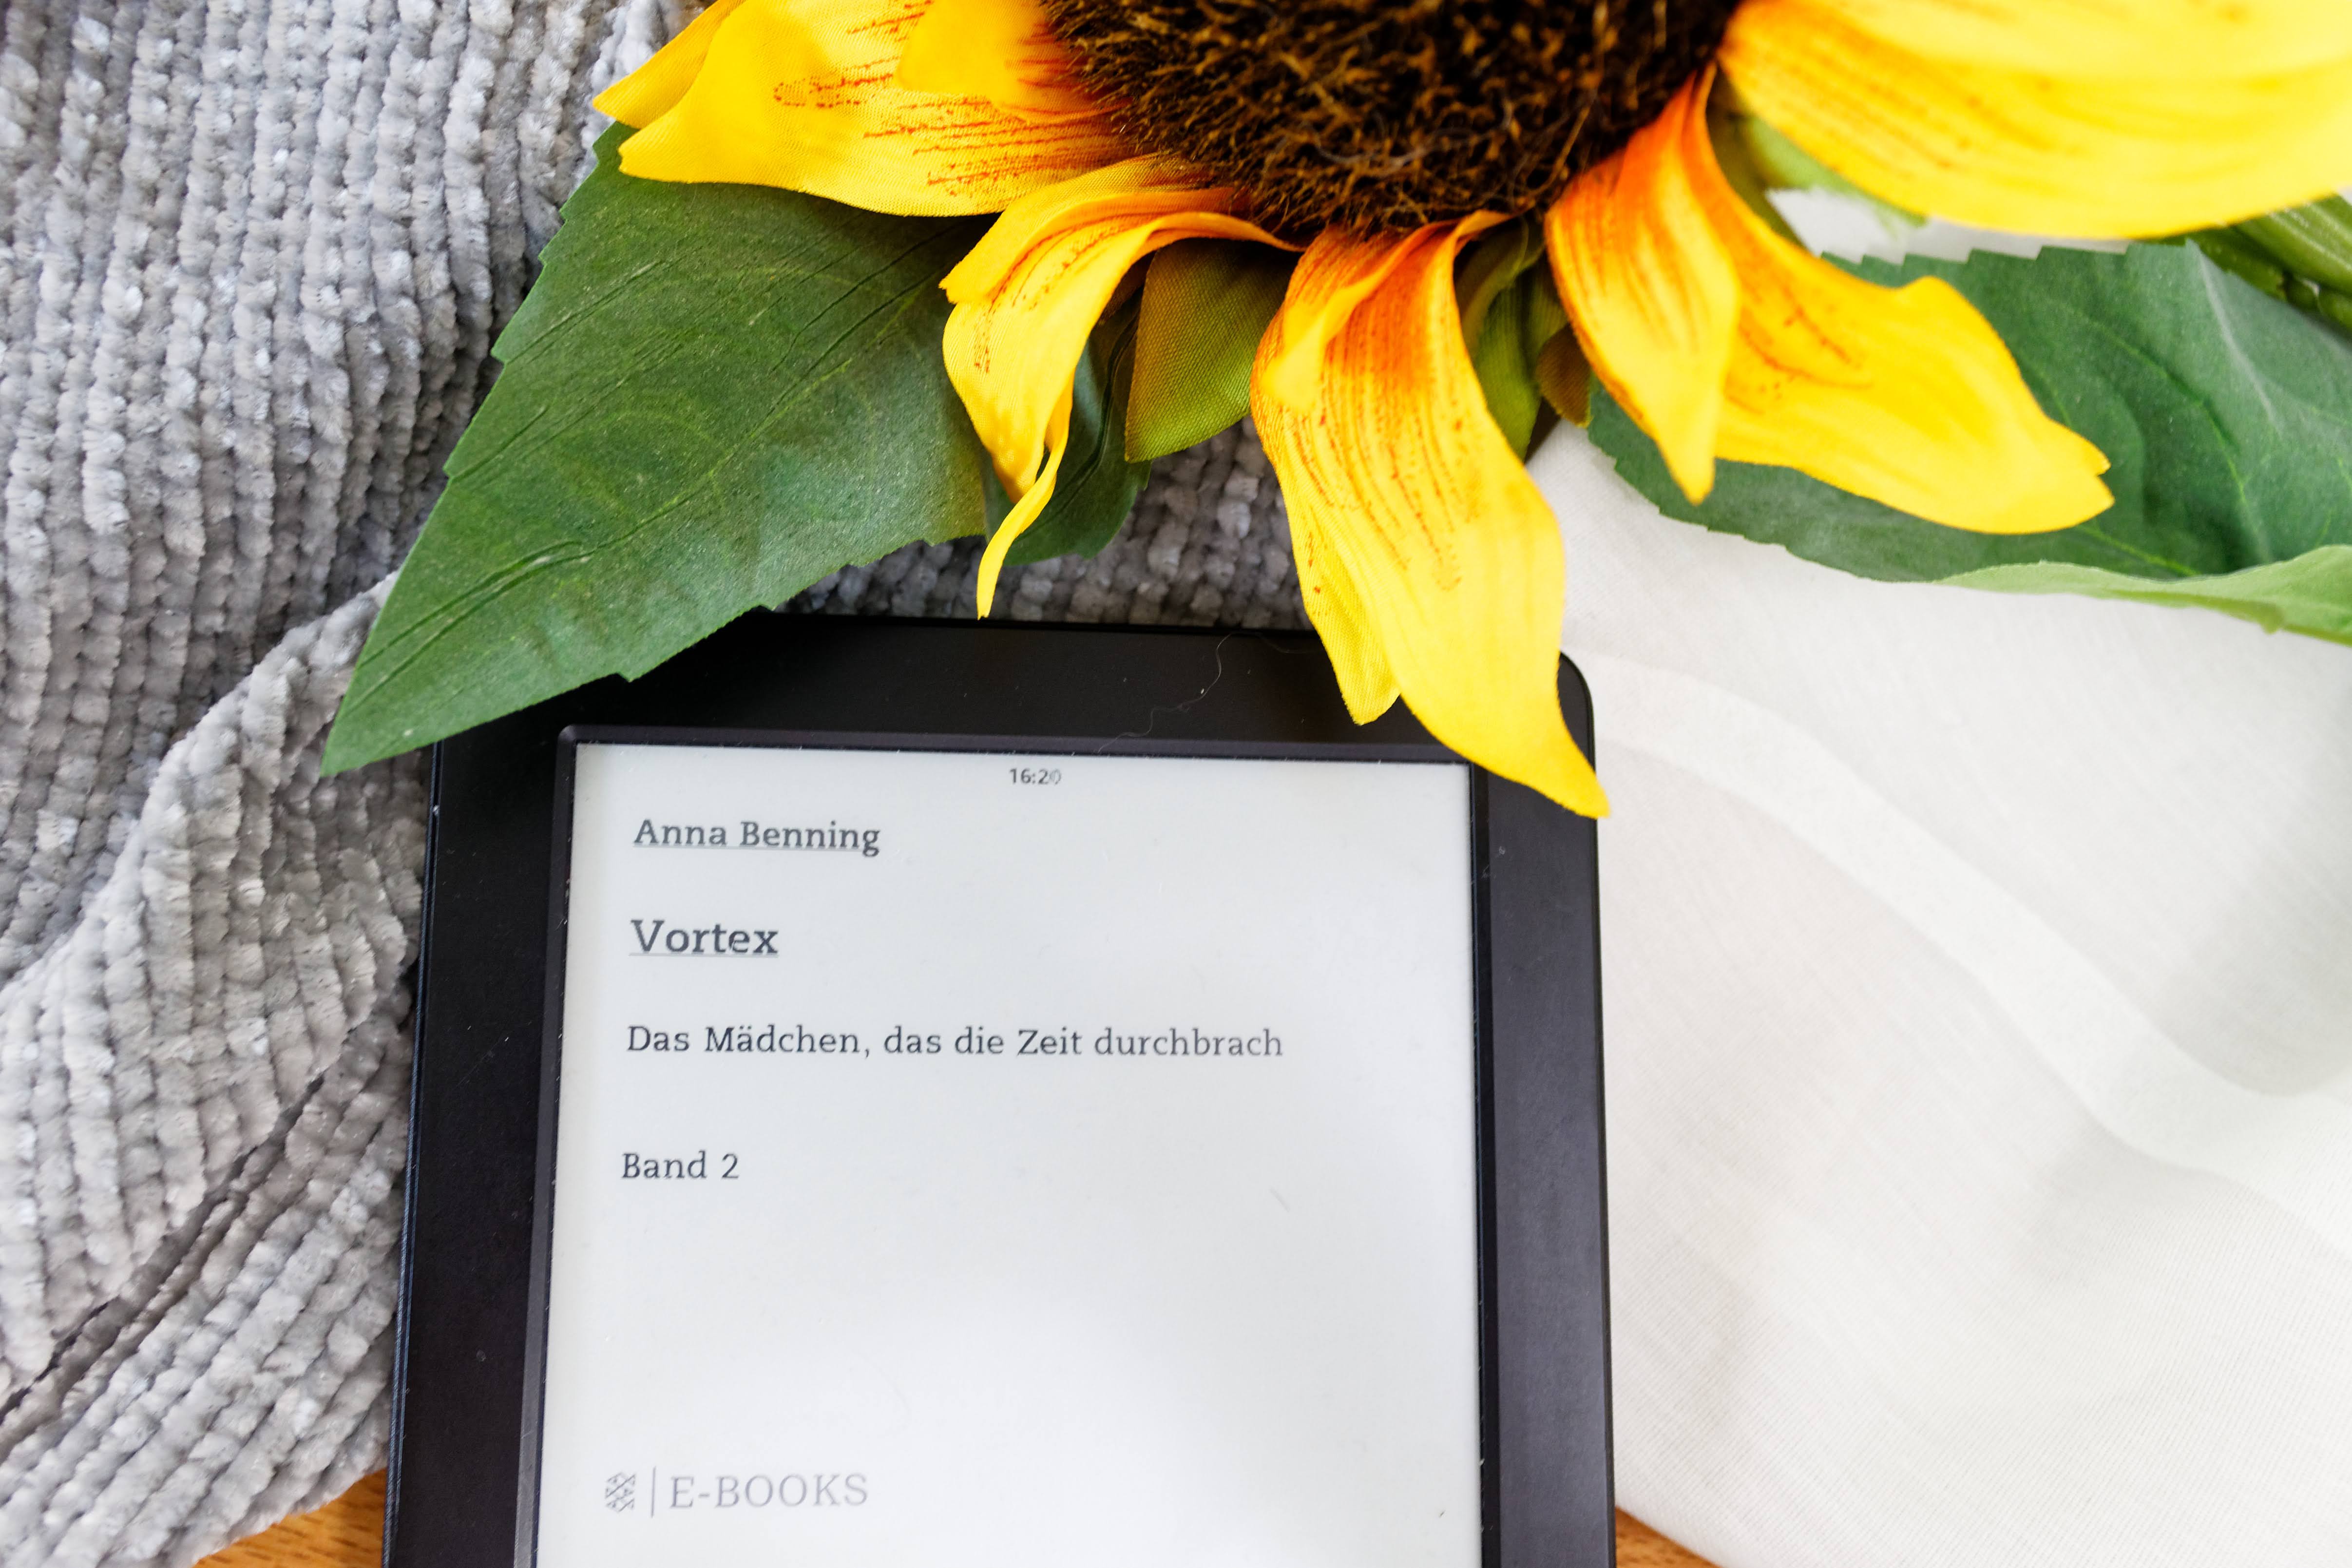 16:20
Anna Benning
Vortex
Das Mädchen, das die Zeit durchbrach
Band 2
E-BOOKS